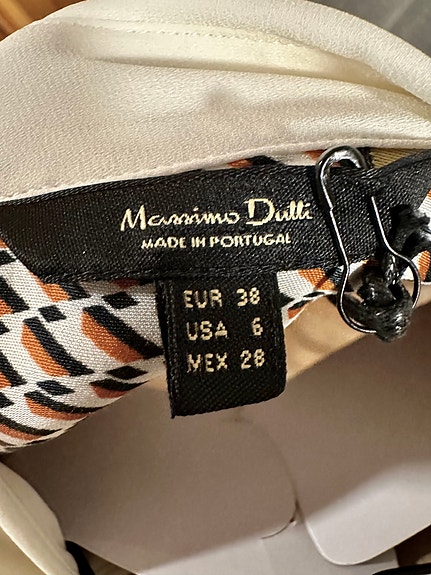 Massimo Dutti
MADE IN PORTUGAL
EUR 38
USA 6
MEX 28